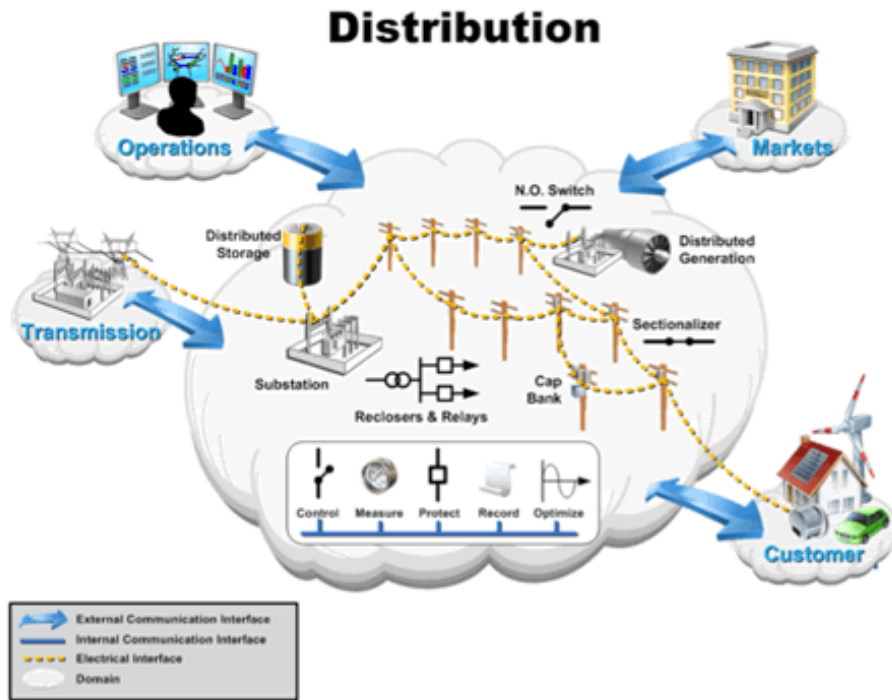 Distribution
Operations
Markets
N.O. Switch
Distributed
Storage
Distributed
Generation
Transmission
Sectionalizer
Substation
Cap
Bank
Reclosers & Relays
Control Measure Protect Record Optimize
Customer
External Communication Interface
Internal Communication Interface
Electrical Interface
Domain